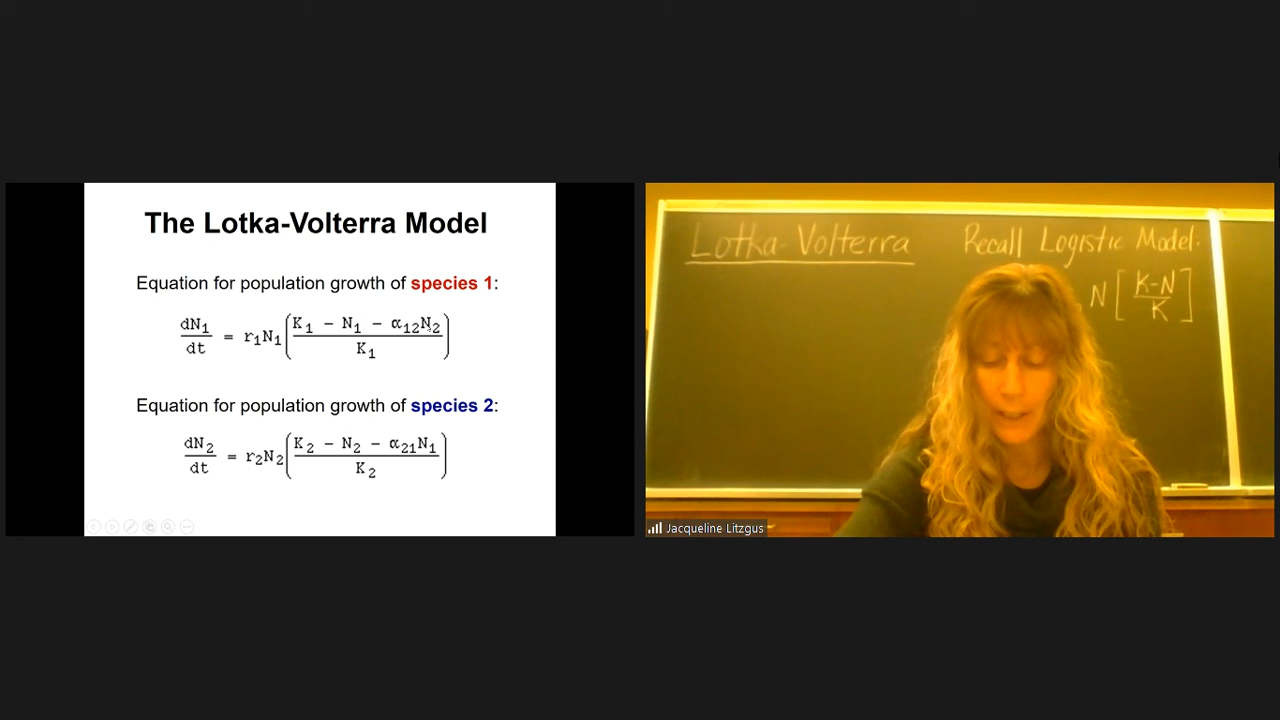 The Lotka-Volterra Model
Equation for population growth of species 1:
dN₁/dt = r₁N₁((K₁ - N₁ - α₁₂N₂)/K₁)
Equation for population growth of species 2:
dN₂/dt = r₂N₂((K₂ - N₂ - α₂₁N₁)/K₂)
Lotka-Volterra
Recall Logistic Model:
N[(K-N)/K]
Jacqueline Litzgus